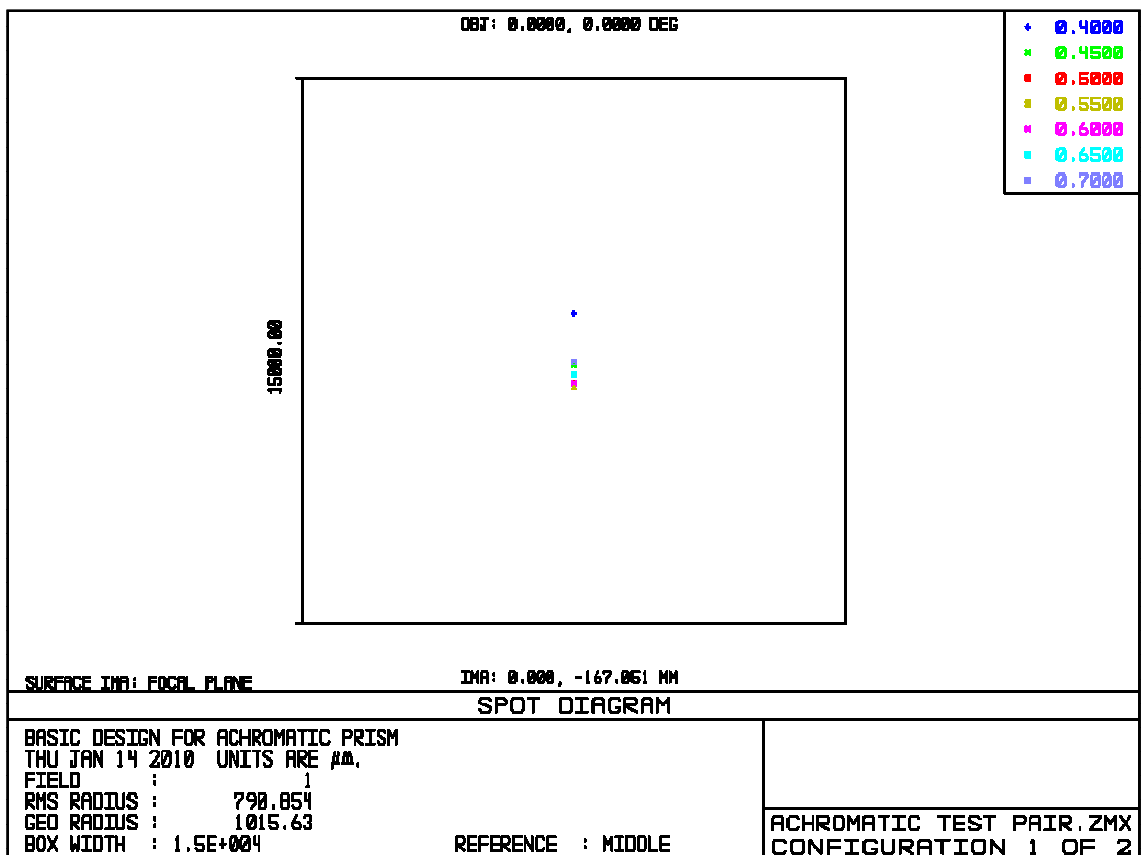 OBJ: 0.0000, 0.0000 DEG
0.4000
0.4500
0.5000
0.5500
0.6000
0.6500
0.7000
15000.00
IMA: 0.000, -167.051 MM
SURFACE IMA: FOCAL PLANE
SPOT DIAGRAM
BASIC DESIGN FOR ACHROMATIC PRISM
THU JAN 14 2010 UNITS ARE µm.
FIELD : 1
RMS RADIUS : 790.854
GEO RADIUS : 1015.63
BOX WIDTH : 1.5E+004 REFERENCE : MIDDLE
ACHROMATIC TEST PAIR.ZMX
CONFIGURATION 1 OF 2